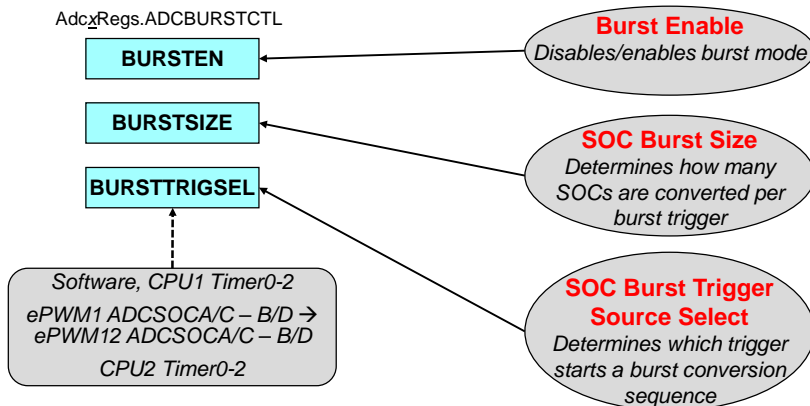 AdcxRegs.ADCBURSTCTL
BURSTEN
BURSTSIZE
BURSTTRIGSEL
Software, CPU1 Timer0-2
ePWM1 ADCSOCA/C – B/D →
ePWM12 ADCSOCA/C – B/D
CPU2 Timer0-2
Burst Enable
Disables/enables burst mode
SOC Burst Size
Determines how many
SOCs are converted per
burst trigger
SOC Burst Trigger
Source Select
Determines which trigger
starts a burst conversion
sequence